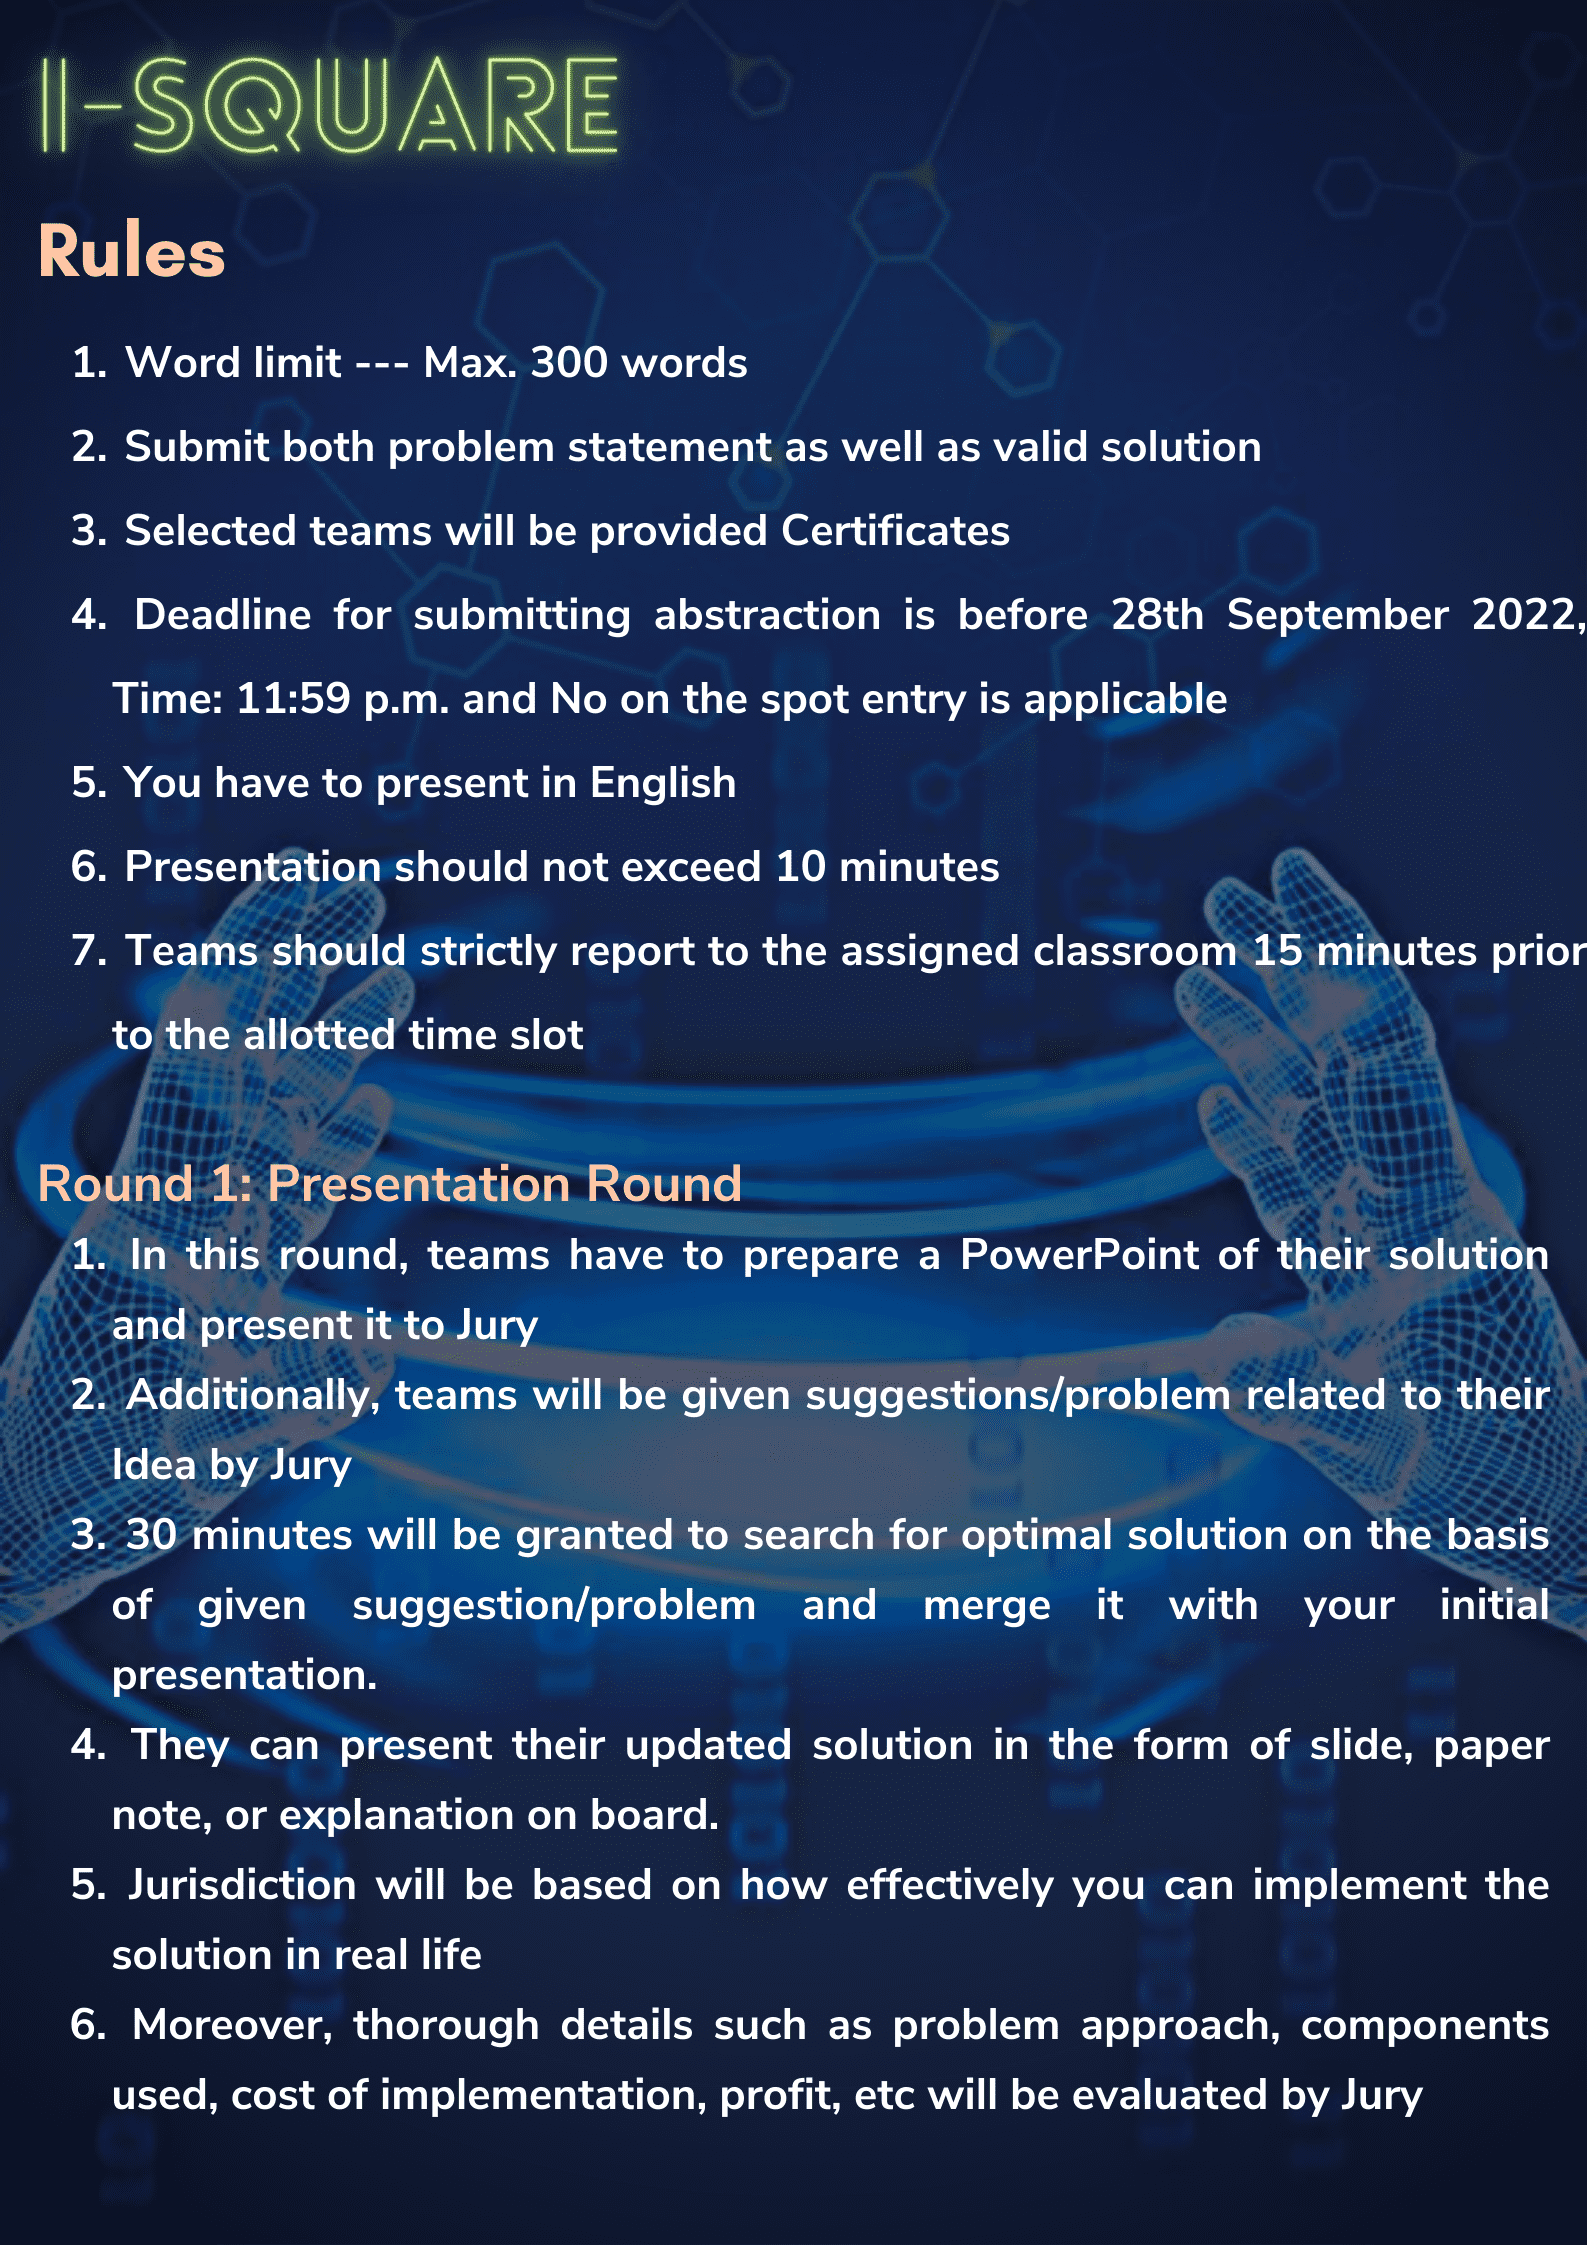 I-SQUARE
Rules
1. Word limit --- Max. 300 words
2. Submit both problem statement as well as valid solution
3. Selected teams will be provided Certificates
4. Deadline for submitting abstraction is before 28th September 2022,
Time: 11:59 p.m. and No on the spot entry is applicable
5. You have to present in English
6. Presentation should not exceed 10 minutes
7. Teams should strictly report to the assigned classroom 15 minutes prior
to the allotted time slot
Round 1: Presentation Round
1. In this round, teams have to prepare a PowerPoint of their solution
and present it to Jury
2. Additionally, teams will be given suggestions/problem related to their
Idea by Jury
3. 30 minutes will be granted to search for optimal solution on the basis
of given suggestion/problem and merge it with your initial
presentation.
4. They can present their updated solution in the form of slide, paper
note, or explanation on board.
5. Jurisdiction will be based on how effectively you can implement the
solution in real life
6. Moreover, thorough details such as problem approach, components
used, cost of implementation, profit, etc will be evaluated by Jury